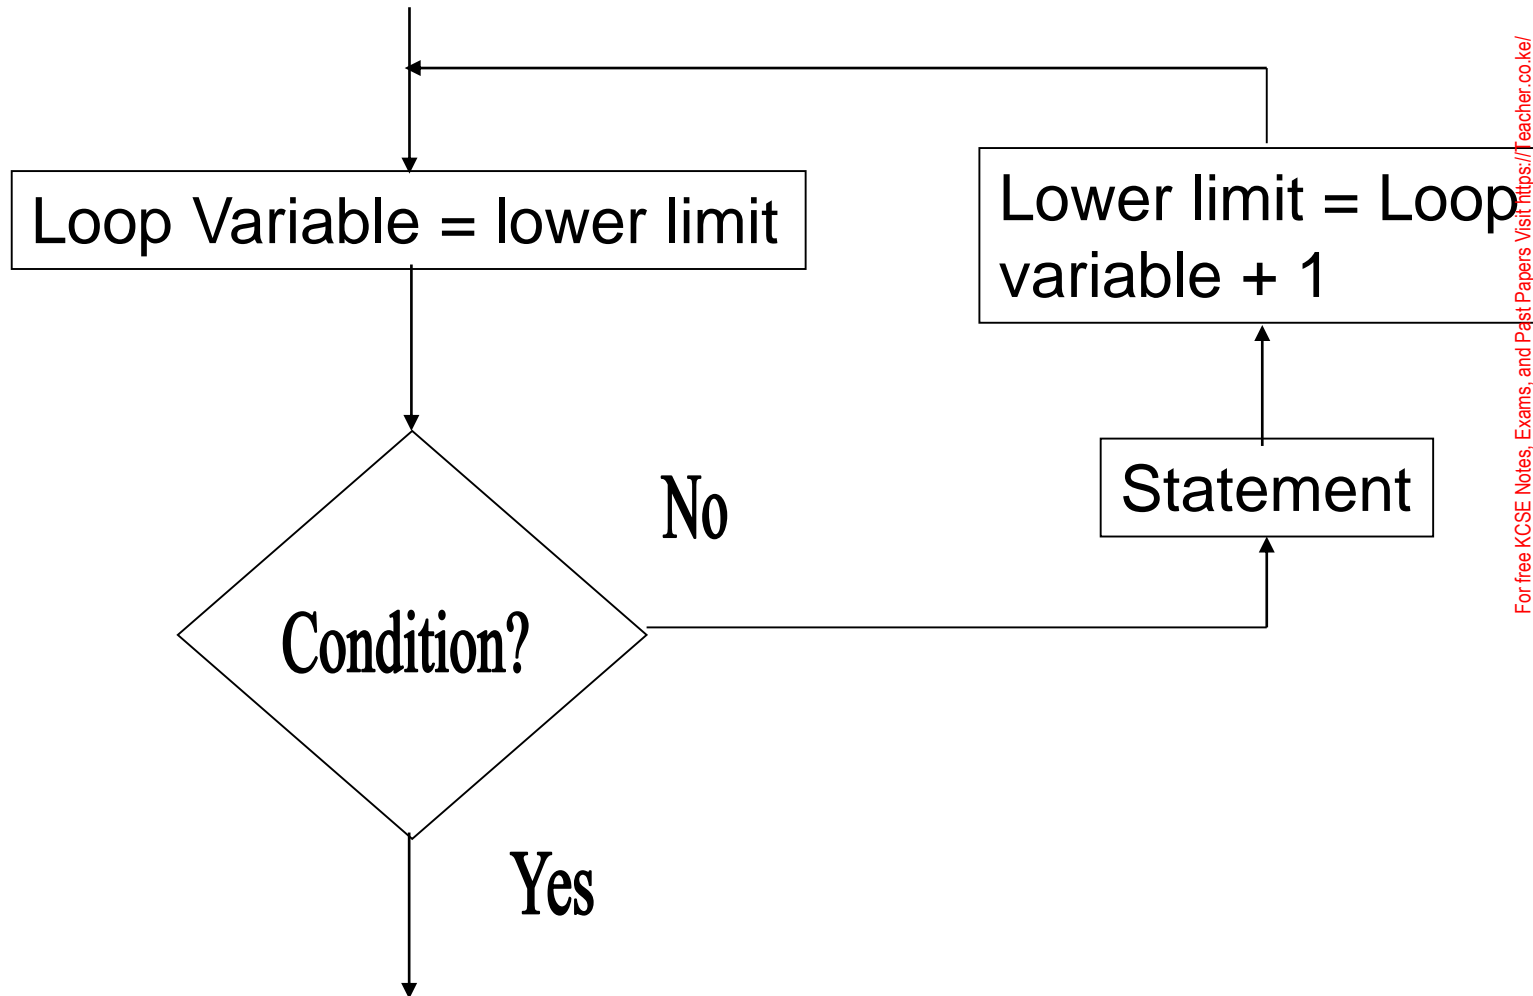 Loop Variable = lower limit
Lower limit = Loop
variable + 1
Statement
No
Condition?
Yes
For free KCSE Notes, Exams, and Past Papers Visit https://Teacher.co.ke/